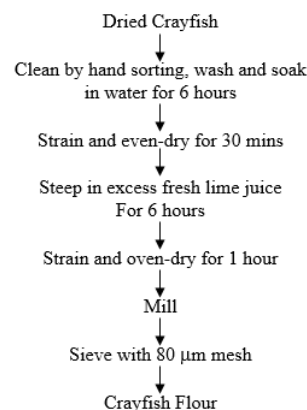 Dried Crayfish
Clean by hand sorting, wash and soak
in water for 6 hours
Strain and even-dry for 30 mins
Steep in excess fresh lime juice
For 6 hours
Strain and oven-dry for 1 hour
Mill
Sieve with 80 μm mesh
Crayfish Flour